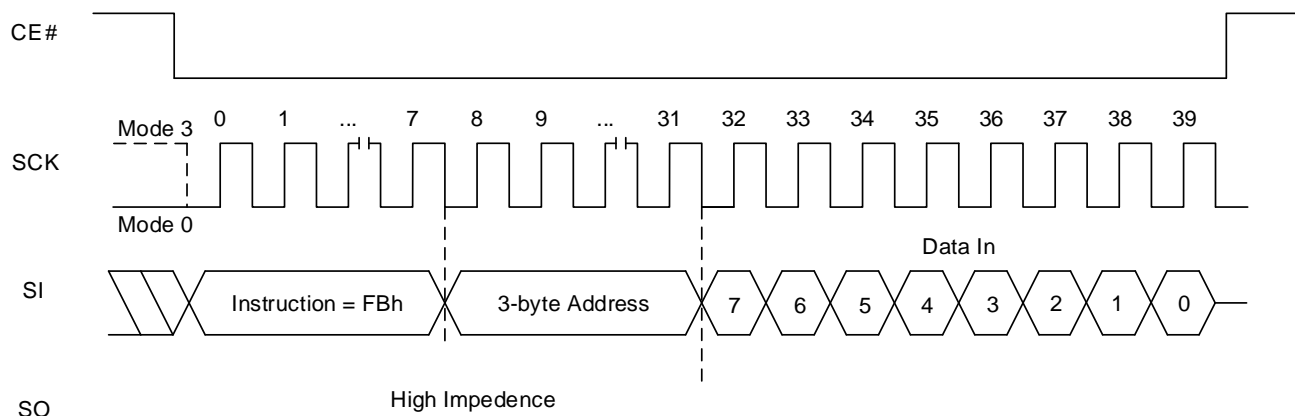 CE#
0 1 ... 7 8 9 ... 31 32 33 34 35 36 37 38 39
Mode 3
SCK
Mode 0
Data In
SI
Instruction = FBh
3-byte Address
7 6 5 4 3 2 1 0
High Impedence
SO